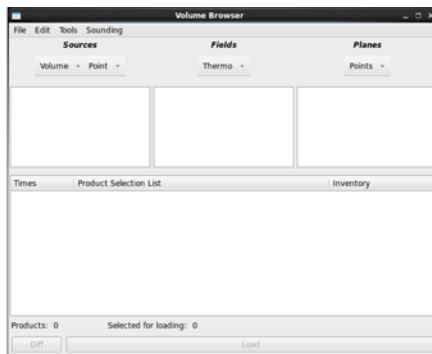 Volume Browser
File Edit Tools Sounding
Sources Fields Planes
Volume Point Thermo Points
Times Product Selection List Inventory
Products: 0 Selected for loading: 0
Diff Load